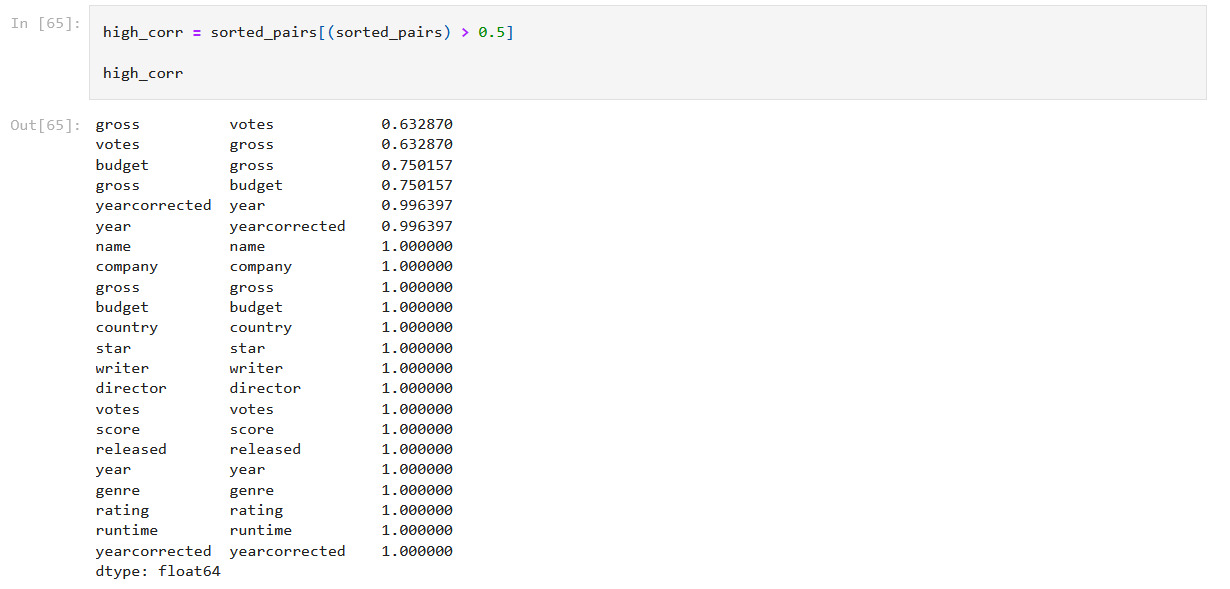 In [65]: high_corr = sorted_pairs[(sorted_pairs) > 0.5]
high_corr
Out[65]: gross votes 0.632870
votes gross 0.632870
budget gross 0.750157
gross budget 0.750157
yearcorrected year 0.996397
year yearcorrected 0.996397
name name 1.000000
company company 1.000000
gross gross 1.000000
budget budget 1.000000
country country 1.000000
star star 1.000000
writer writer 1.000000
director director 1.000000
votes votes 1.000000
score score 1.000000
released released 1.000000
year year 1.000000
genre genre 1.000000
rating rating 1.000000
runtime runtime 1.000000
yearcorrected yearcorrected 1.000000
dtype: float64